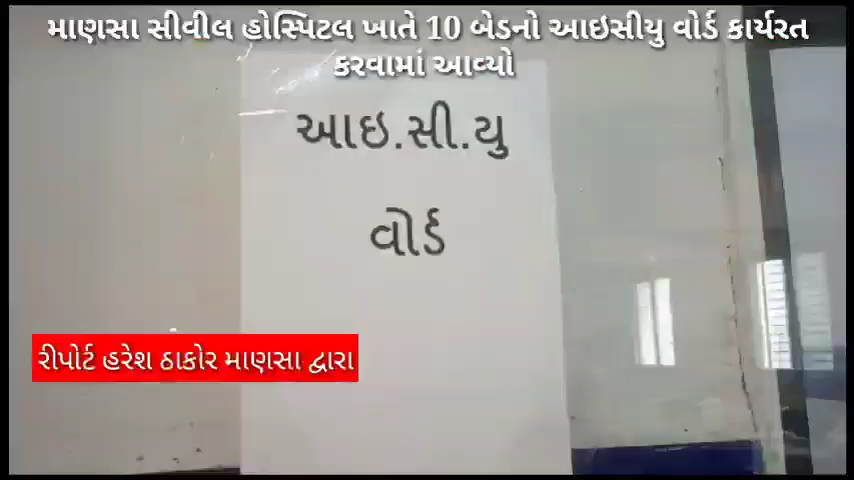 માણસા સીવીલ હોસ્પિટલ ખાતે 10 બેડનો આઇસીયુ વોર્ડ કાર્યરત
કરવામાં આવ્યો
આઇ.સી.યુ
વોર્ડ
રીપોર્ટ હરેશ ઠાકોર માણસા દ્વારા